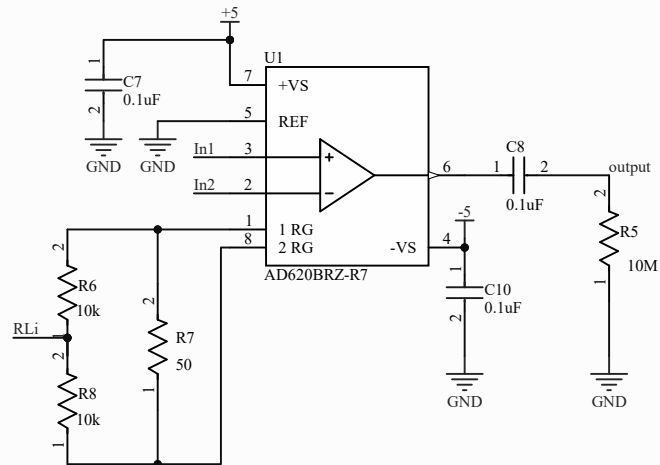 +5
U1
1
C7
2
0.1uF
GND
GND
7
+VS
5
REF
In1
3
+
In2
2
-
1
1 RG
8
2 RG
-VS
4
AD620BRZ-R7
6
1
C8
2
0.1uF
output
2
R5
10M
1
GND
-5
1
C10
0.1uF
2
GND
2
R6
10k
1
RLi
2
R8
10k
1
2
R7
50
1